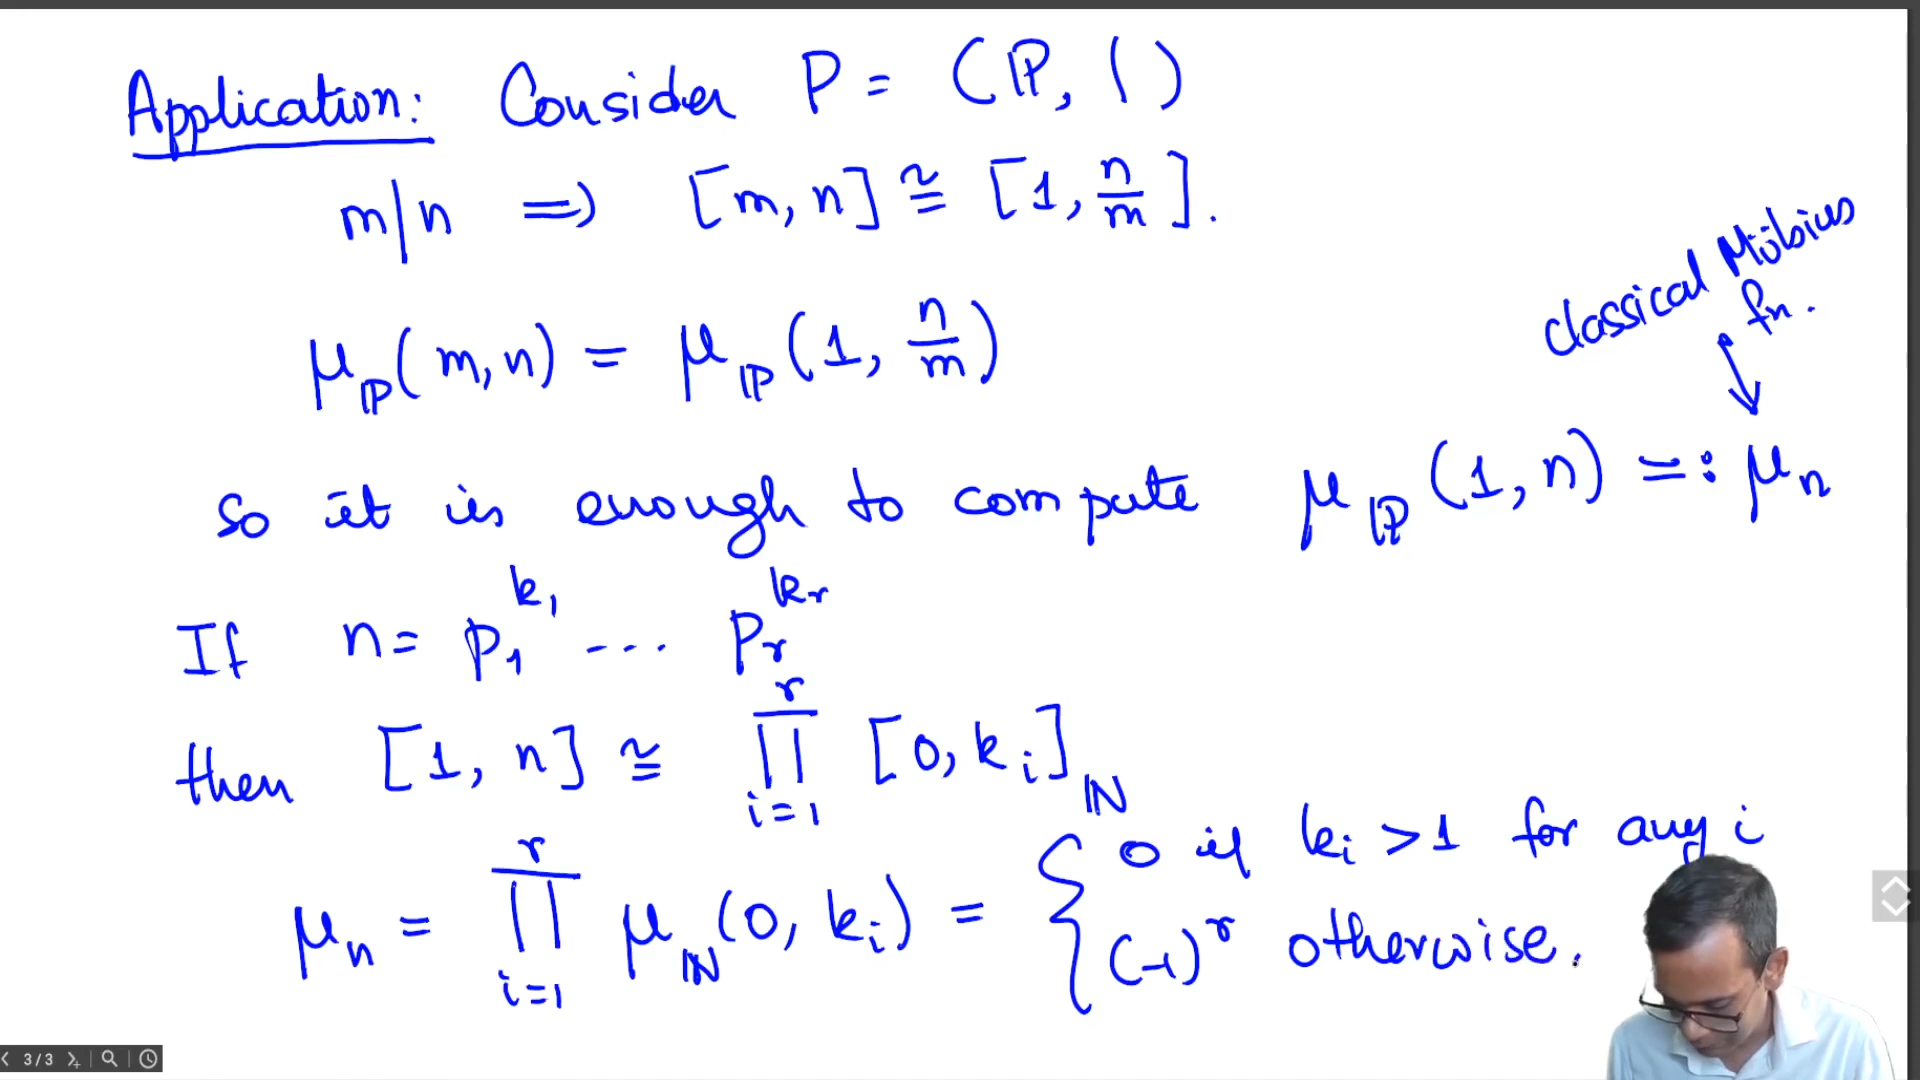 Application: Consider P = (ℙ, |)
m|n ⟹ [m, n] ≅ [1, n/m].
classical Möbius fn.
μ_ℙ(m, n) = μ_ℙ(1, n/m)
so it is enough to compute μ_ℙ(1, n) =: μ_n
If n = p_1^{k_1} ... p_r^{k_r}
then [1, n] ≅ ∏_{i=1}^{r} [0, k_i]_ℕ
μ_n = ∏_{i=1}^{r} μ_ℕ(0, k_i) = { 0 if k_i > 1 for any i
(-1)^r otherwise.
3/3